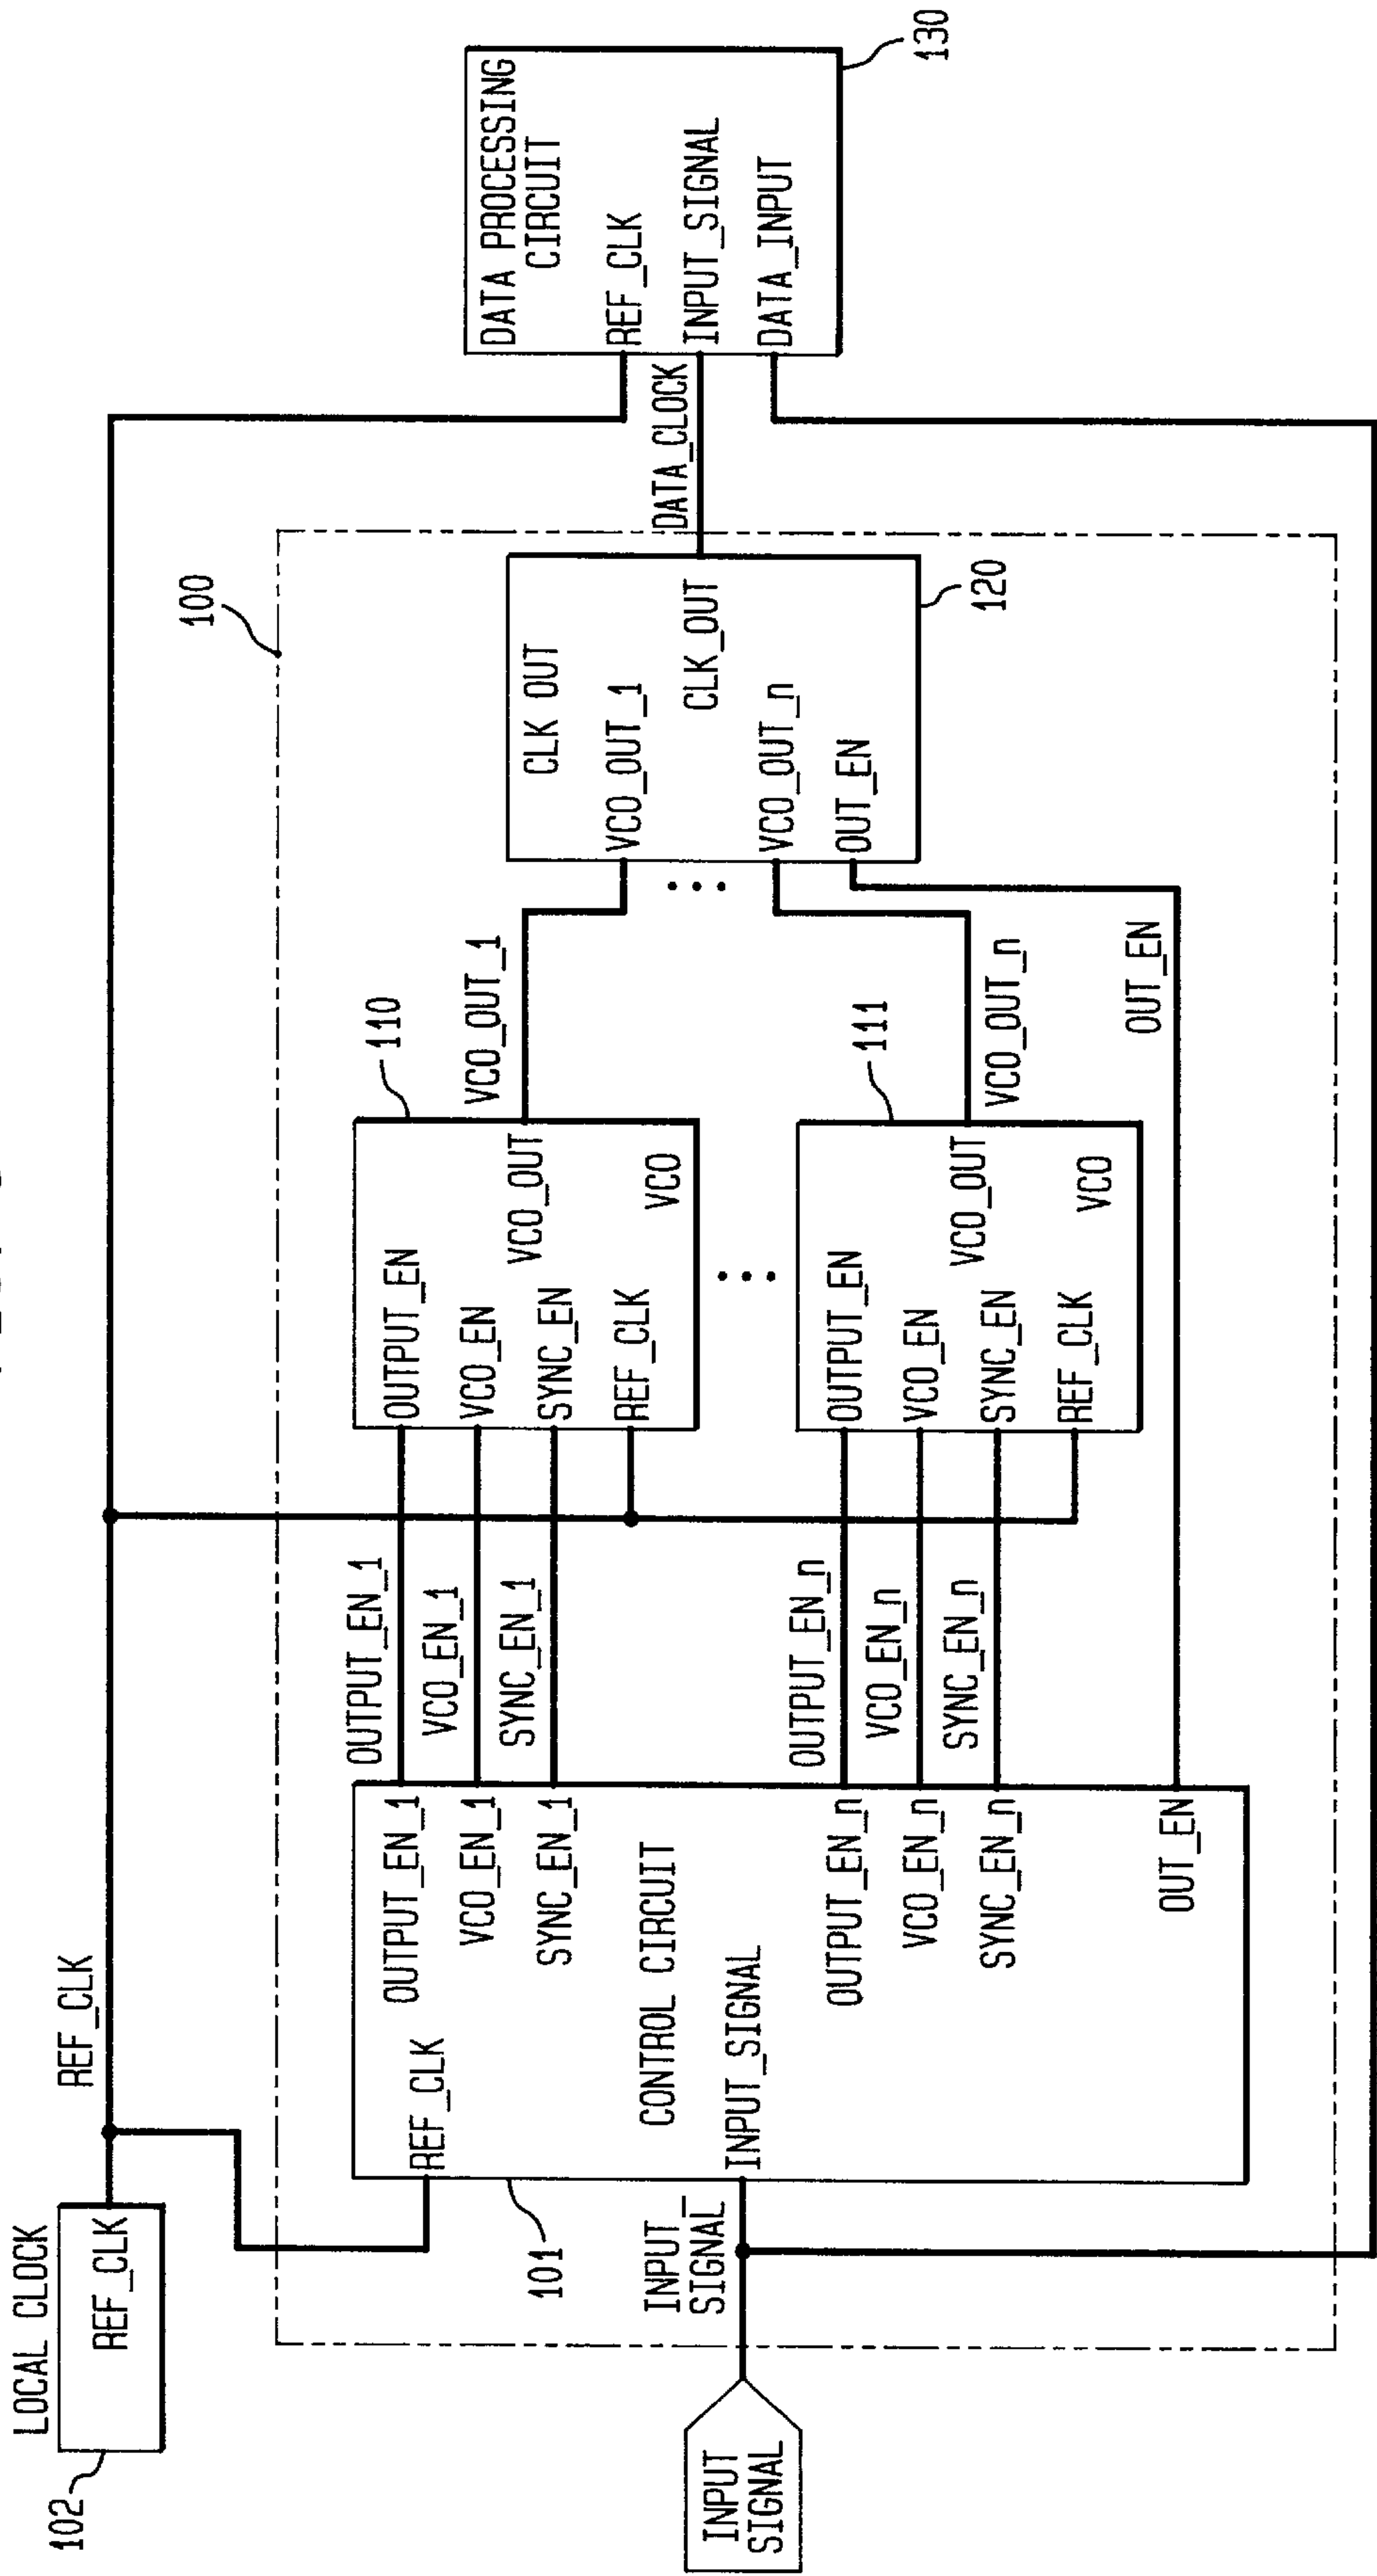 LOCAL CLOCK
REF_CLK
102
REF_CLK
100
INPUT
SIGNAL
INPUT_
SIGNAL
101
REF_CLK
CONTROL CIRCUIT
INPUT_SIGNAL
OUTPUT_EN_1
VCO_EN_1
SYNC_EN_1
OUTPUT_EN_n
VCO_EN_n
SYNC_EN_n
OUT_EN
OUTPUT_EN_1
VCO_EN_1
SYNC_EN_1
OUTPUT_EN_n
VCO_EN_n
SYNC_EN_n
OUTPUT_EN
VCO_EN
SYNC_EN
REF_CLK
VCO_OUT
VCO
110
OUTPUT_EN
VCO_EN
SYNC_EN
REF_CLK
VCO_OUT
VCO
111
VCO_OUT_1
VCO_OUT_n
OUT_EN
CLK OUT
VCO_OUT_1
CLK_OUT
VCO_OUT_n
OUT_EN
120
DATA_CLOCK
DATA PROCESSING
CIRCUIT
REF_CLK
INPUT_SIGNAL
DATA_INPUT
130